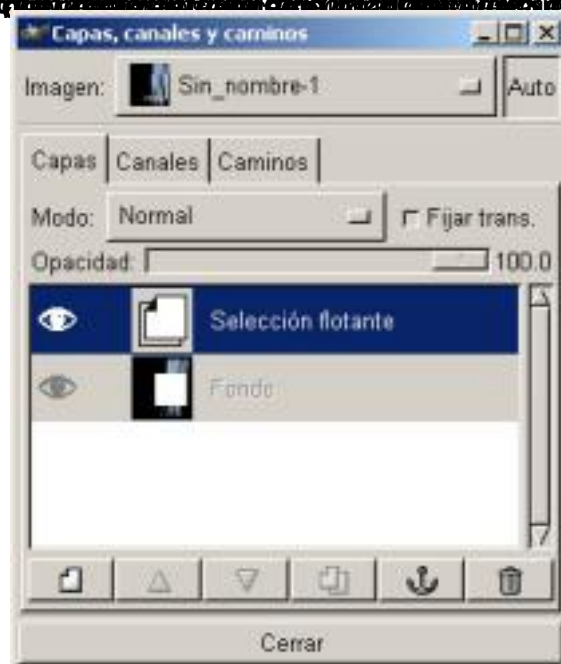 Capas, canales y caminos
Imagen: Sin_nombre-1 Auto
Capas Canales Caminos
Modo: Normal Fijar trans.
Opacidad: 100.0
Selección flotante
Fondo
Cerrar